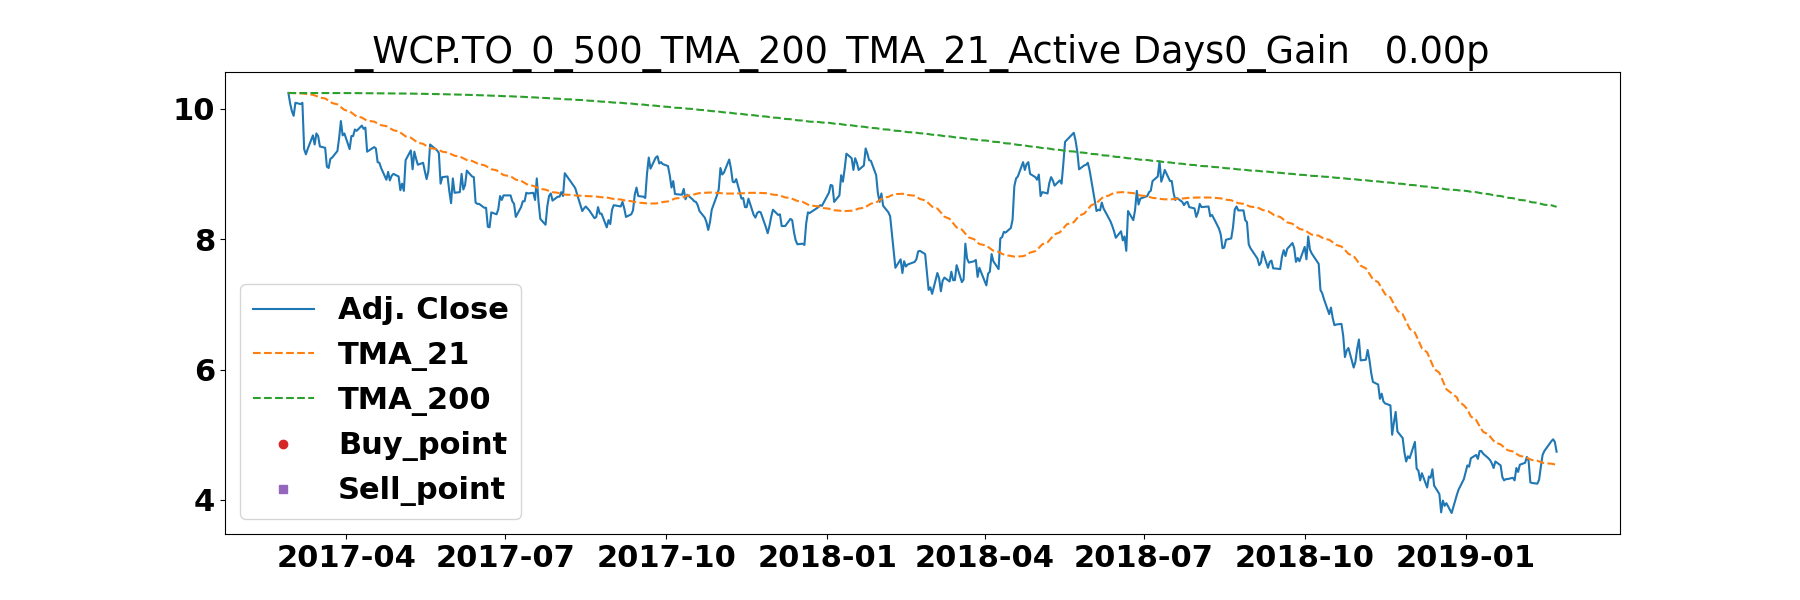 _WCP.TO_0_500_TMA_200_TMA_21_Active Days0_Gain   0.00p
10
8
6
4
Adj. Close
TMA_21
TMA_200
Buy_point
Sell_point
2017-04 2017-07 2017-10 2018-01 2018-04 2018-07 2018-10 2019-01